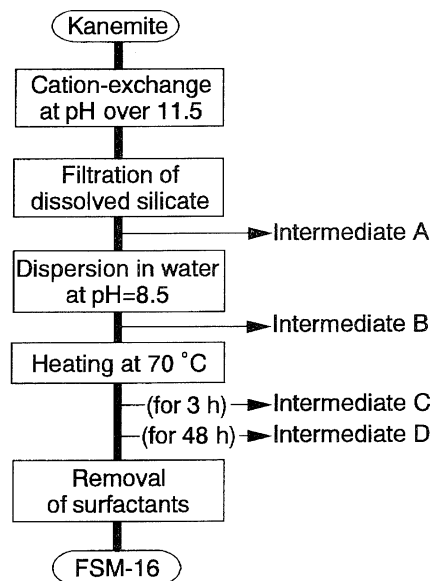 Kanemite
Cation-exchange
at pH over 11.5
Filtration of
dissolved silicate
Intermediate A
Dispersion in water
at pH=8.5
Intermediate B
Heating at 70 °C
(for 3 h) Intermediate C
(for 48 h) Intermediate D
Removal
of surfactants
FSM-16